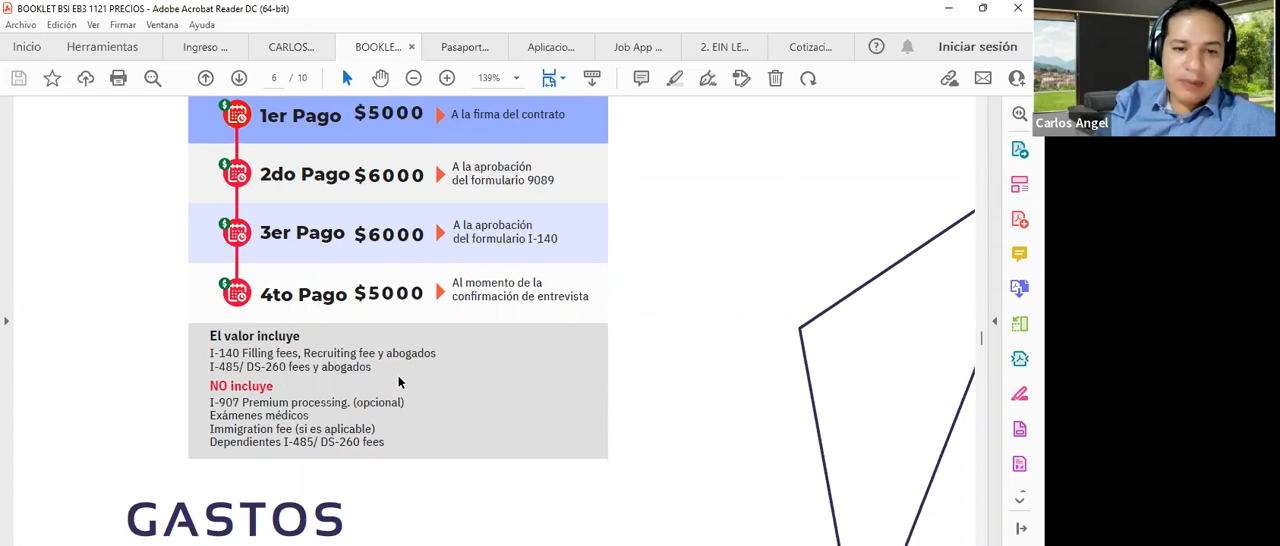 BOOKLET BSI EB3 1121 PRECIOS - Adobe Acrobat Reader DC (64-bit)
Archivo Edición Ver Firmar Ventana Ayuda
Inicio Herramientas Ingreso ... CARLOS... BOOKLE... × Pasaport... Aplicacio... Job App ... 2. EIN LE... Cotizaci... Iniciar sesión
6 / 10 139%
1er Pago $5000 A la firma del contrato
2do Pago $6000 A la aprobación
del formulario 9089
3er Pago $6000 A la aprobación
del formulario I-140
4to Pago $5000 Al momento de la
confirmación de entrevista
El valor incluye
I-140 Filling fees, Recruiting fee y abogados
I-485/ DS-260 fees y abogados
NO incluye
I-907 Premium processing. (opcional)
Exámenes médicos
Immigration fee (si es aplicable)
Dependientes I-485/ DS-260 fees
GASTOS
Carlos Angel